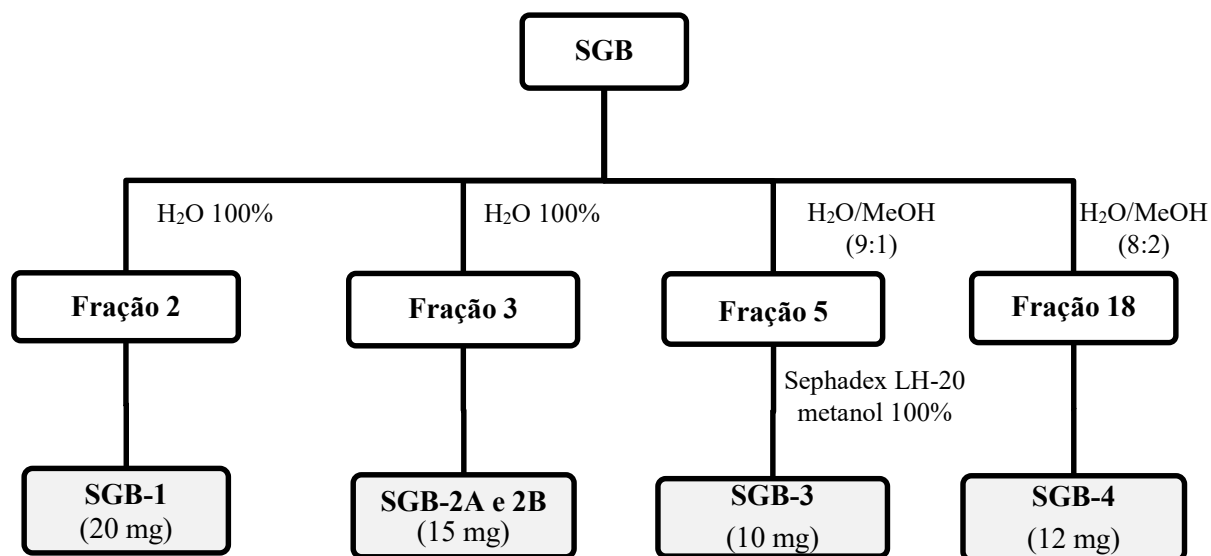 SGB
H₂O 100%
H₂O 100%
H₂O/MeOH
(9:1)
H₂O/MeOH
(8:2)
Fração 2
Fração 3
Fração 5
Fração 18
Sephadex LH-20
metanol 100%
SGB-1
(20 mg)
SGB-2A e 2B
(15 mg)
SGB-3
(10 mg)
SGB-4
(12 mg)